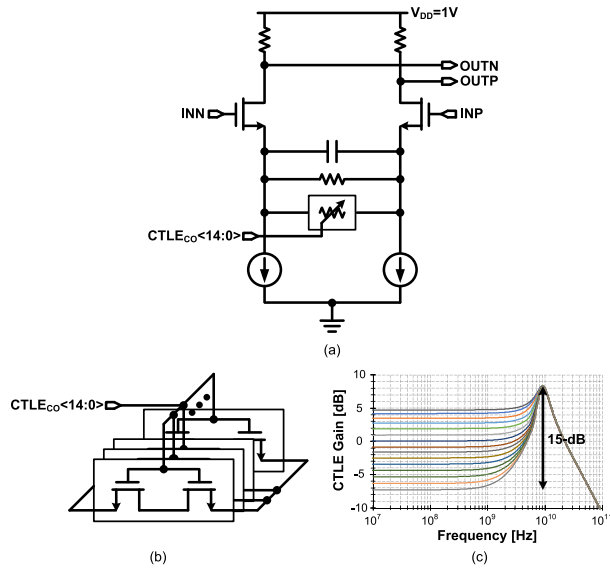 V_DD=1V
OUTN
OUTP
INN
INP
CTLE_CO<14:0>
(a)
CTLE_CO<14:0>
(b)
CTLE Gain [dB]
10
5
0
-5
-10
15-dB
10^7 10^8 10^9 10^10 10^11
Frequency [Hz]
(c)